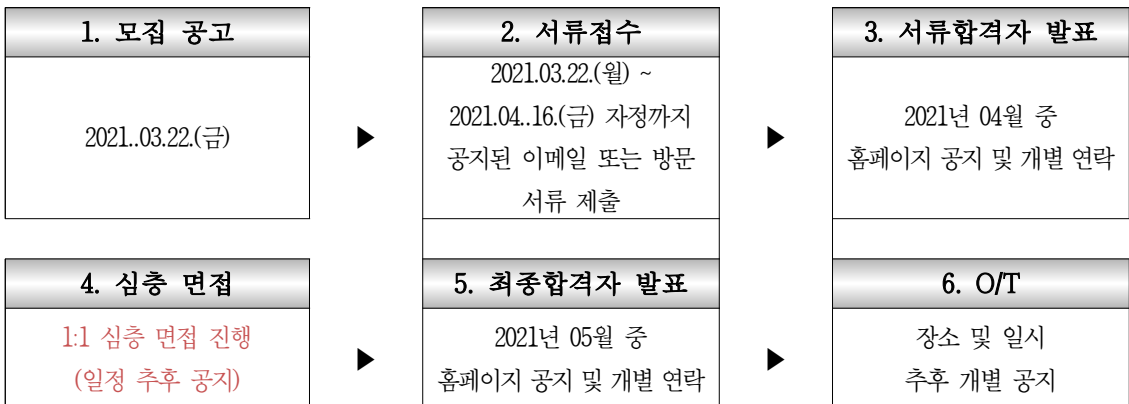 1. 모집 공고
2021..03.22.(금)
▶
2. 서류접수
2021.03.22.(월) ~
2021.04..16.(금) 자정까지
공지된 이메일 또는 방문
서류 제출
▶
3. 서류합격자 발표
2021년 04월 중
홈페이지 공지 및 개별 연락
4. 심층 면접
1:1 심층 면접 진행
(일정 추후 공지)
▶
5. 최종합격자 발표
2021년 05월 중
홈페이지 공지 및 개별 연락
▶
6. O/T
장소 및 일시
추후 개별 공지